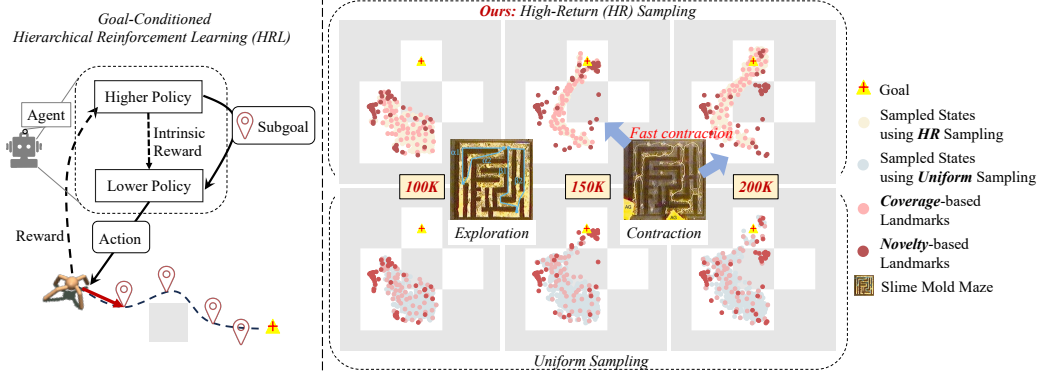 Goal-Conditioned
Hierarchical Reinforcement Learning (HRL)
Agent
Higher Policy
Intrinsic
Reward
Subgoal
Lower Policy
Reward
Action
Ours: High-Return (HR) Sampling
Fast contraction
100K
150K
200K
Exploration
Contraction
Uniform Sampling
Goal
Sampled States
using HR Sampling
Sampled States
using Uniform Sampling
Coverage-based
Landmarks
Novelty-based
Landmarks
Slime Mold Maze